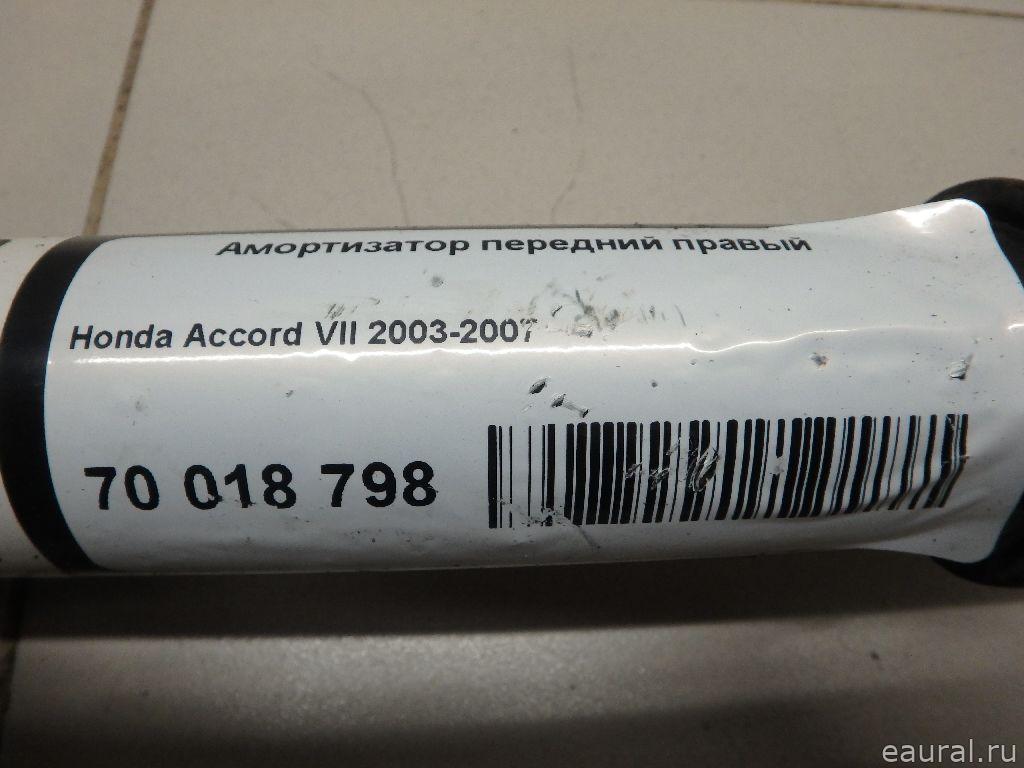 Амортизатор передний правый
Honda Accord VII 2003-2007
70 018 798
eaural.ru